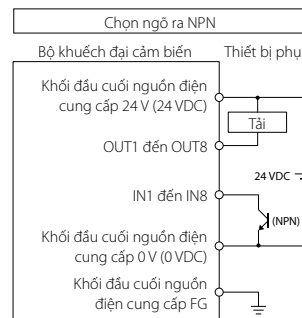 Chọn ngõ ra NPN
Bộ khuếch đại cảm biến
Thiết bị phụ
Khối đầu cuối nguồn điện
cung cấp 24 V (24 VDC)
Tải
OUT1 đến OUT8
24 VDC
IN1 đến IN8
(NPN)
Khối đầu cuối nguồn điện
cung cấp 0 V (0 VDC)
Khối đầu cuối nguồn
điện cung cấp FG